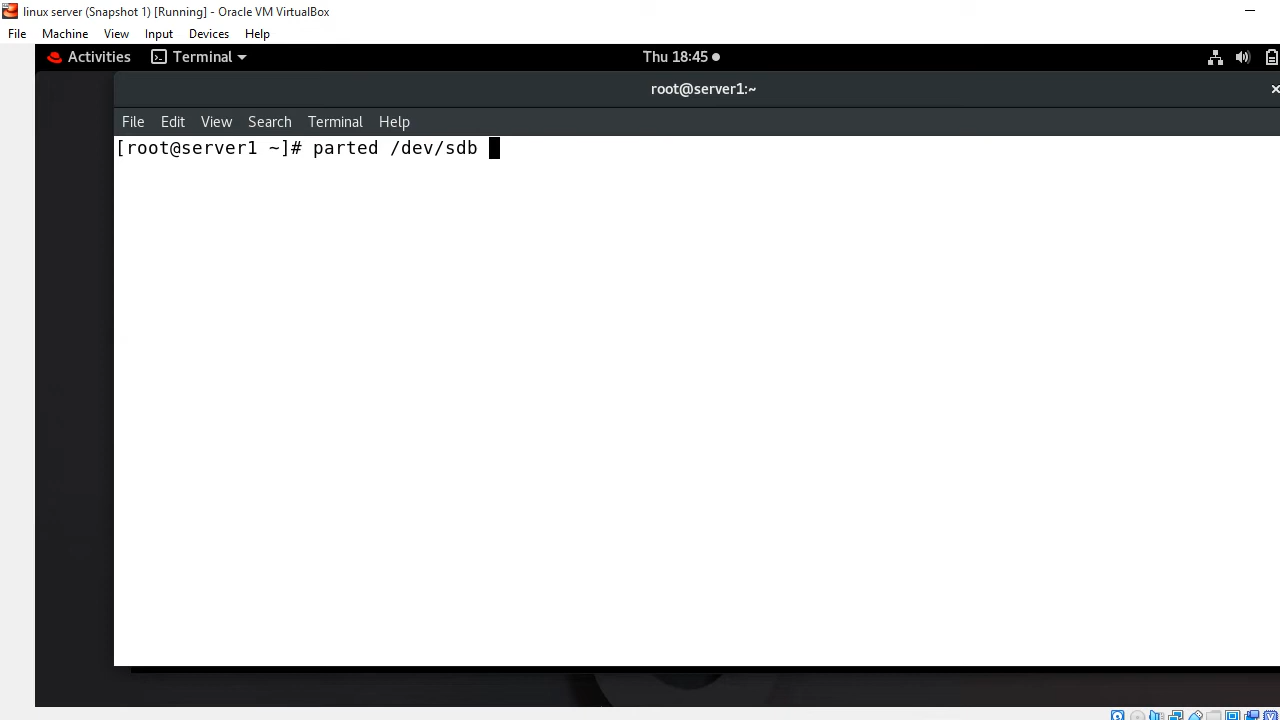 linux server (Snapshot 1) [Running] - Oracle VM VirtualBox
File Machine View Input Devices Help
Activities Terminal Thu 18:45
root@server1:~
File Edit View Search Terminal Help
[root@server1 ~]# parted /dev/sdb